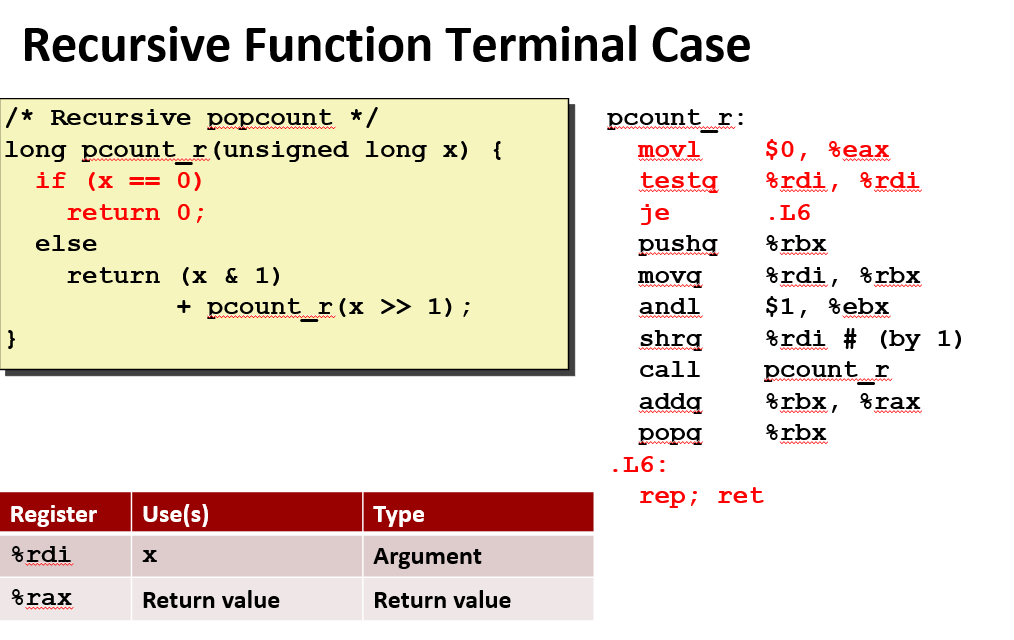 Recursive Function Terminal Case
/* Recursive popcount */
long pcount_r(unsigned long x) {
  if (x == 0)
    return 0;
  else
    return (x & 1)
           + pcount_r(x >> 1);
}
pcount_r:
  movl    $0, %eax
  testq   %rdi, %rdi
  je      .L6
  pushq   %rbx
  movq    %rdi, %rbx
  andl    $1, %ebx
  shrq    %rdi # (by 1)
  call    pcount_r
  addq    %rbx, %rax
  popq    %rbx
.L6:
  rep; ret
Register Use(s) Type
%rdi x Argument
%rax Return value Return value